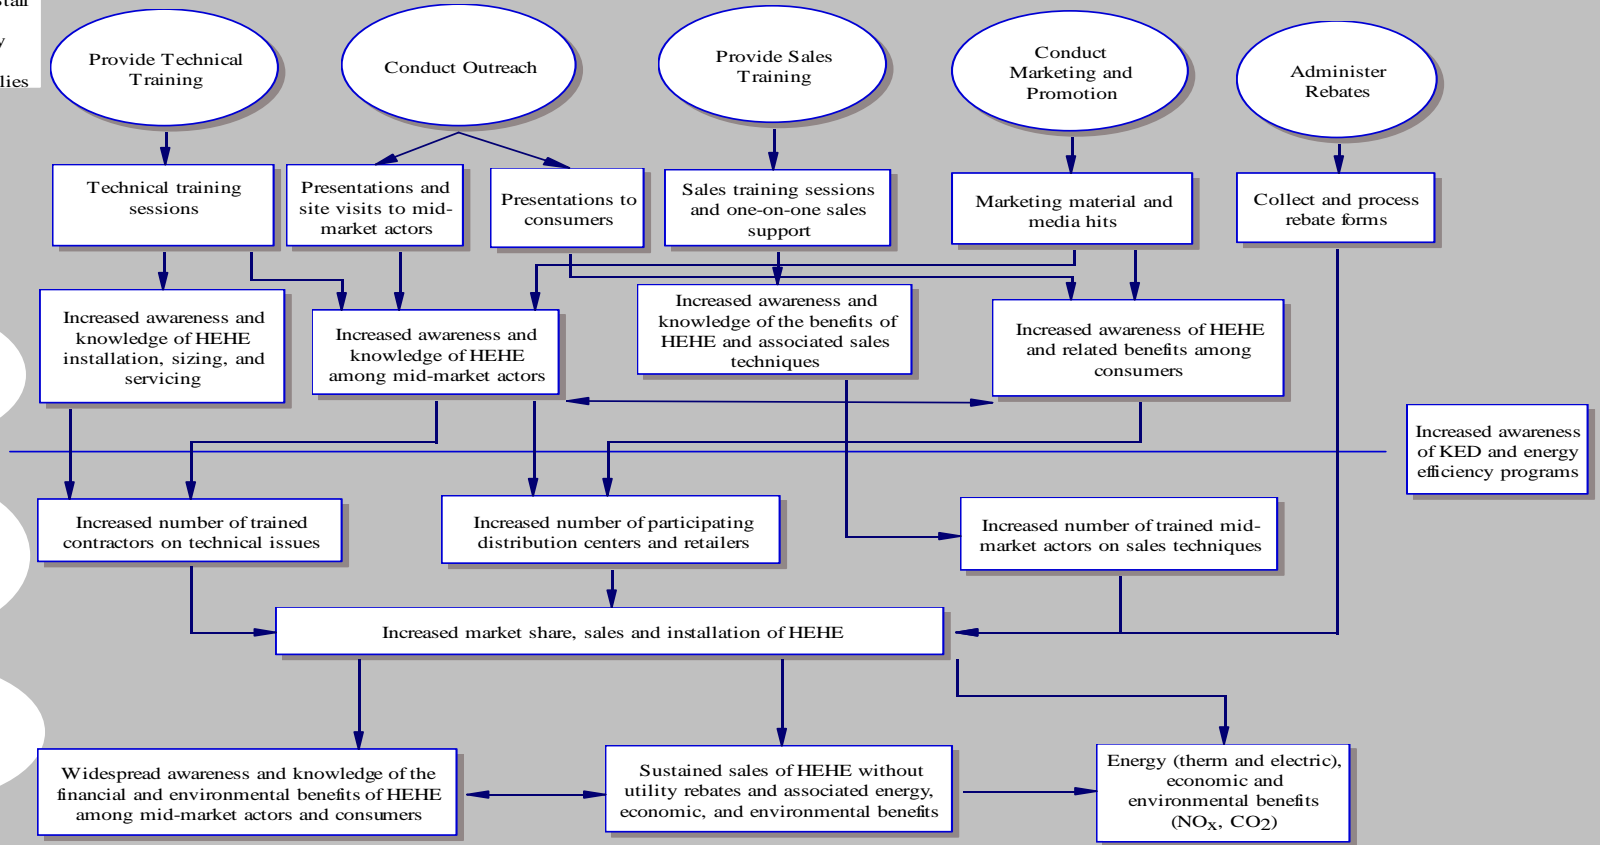 lies
Provide Technical
Training
Conduct Outreach
Provide Sales
Training
Conduct
Marketing and
Promotion
Administer
Rebates
Technical training
sessions
Presentations and
site visits to mid-
market actors
Presentations to
consumers
Sales training sessions
and one-on-one sales
support
Marketing material and
media hits
Collect and process
rebate forms
Increased awareness and
knowledge of HEHE
installation, sizing, and
servicing
Increased awareness and
knowledge of HEHE
among mid-market actors
Increased awareness and
knowledge of the benefits of
HEHE and associated sales
techniques
Increased awareness of HEHE
and related benefits among
consumers
Increased awareness
of KED and energy
efficiency programs
Increased number of trained
contractors on technical issues
Increased number of participating
distribution centers and retailers
Increased number of trained mid-
market actors on sales techniques
Increased market share, sales and installation of HEHE
Widespread awareness and knowledge of the
financial and environmental benefits of HEHE
among mid-market actors and consumers
Sustained sales of HEHE without
utility rebates and associated energy,
economic, and environmental benefits
Energy (therm and electric),
economic and
environmental benefits
(NOx, CO2)